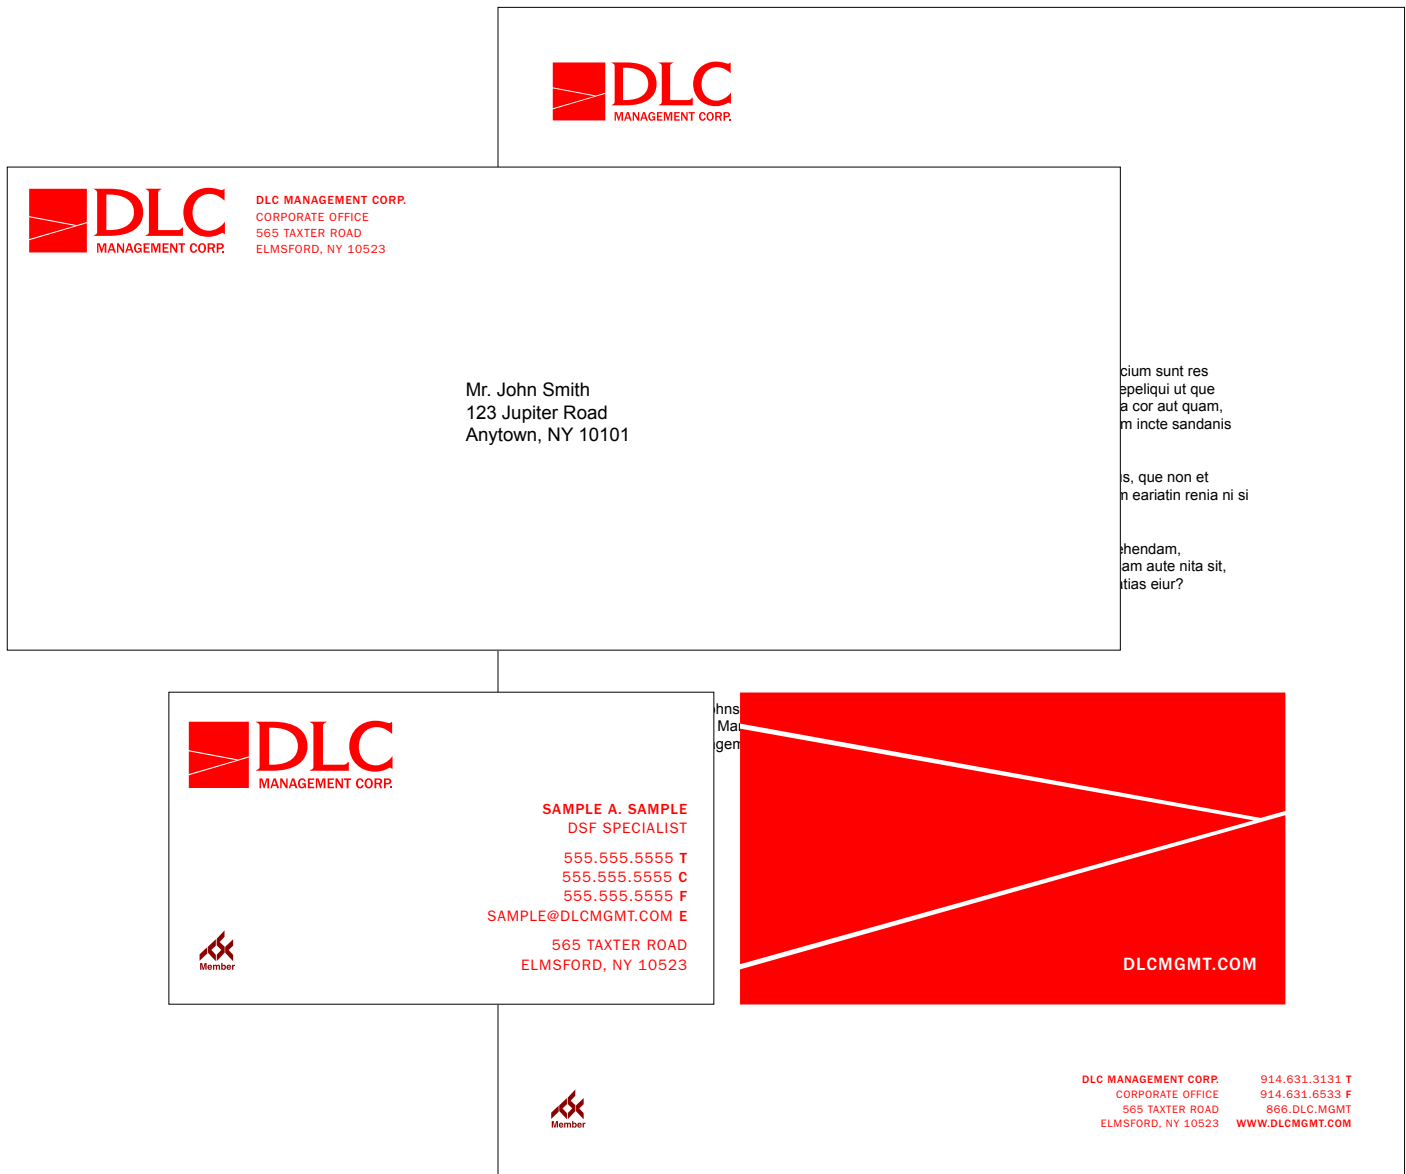 DLC
MANAGEMENT CORP.
DLC
MANAGEMENT CORP.
DLC MANAGEMENT CORP.
CORPORATE OFFICE
565 TAXTER ROAD
ELMSFORD, NY 10523
Mr. John Smith
123 Jupiter Road
Anytown, NY 10101
cium sunt res
epeliqui ut que
a cor aut quam,
m incte sandanis
us, que non et
m eariatin renia ni si
ehendam,
am aute nita sit,
atias eiur?
ohns
Ma
gem
DLC
MANAGEMENT CORP.
SAMPLE A. SAMPLE
DSF SPECIALIST
555.555.5555 T
555.555.5555 C
555.555.5555 F
SAMPLE@DLCMGMT.COM E
565 TAXTER ROAD
ELMSFORD, NY 10523
Member
DLCMGMT.COM
Member
DLC MANAGEMENT CORP.
CORPORATE OFFICE
565 TAXTER ROAD
ELMSFORD, NY 10523
914.631.3131 T
914.631.6533 F
866.DLC.MGMT
WWW.DLCMGMT.COM